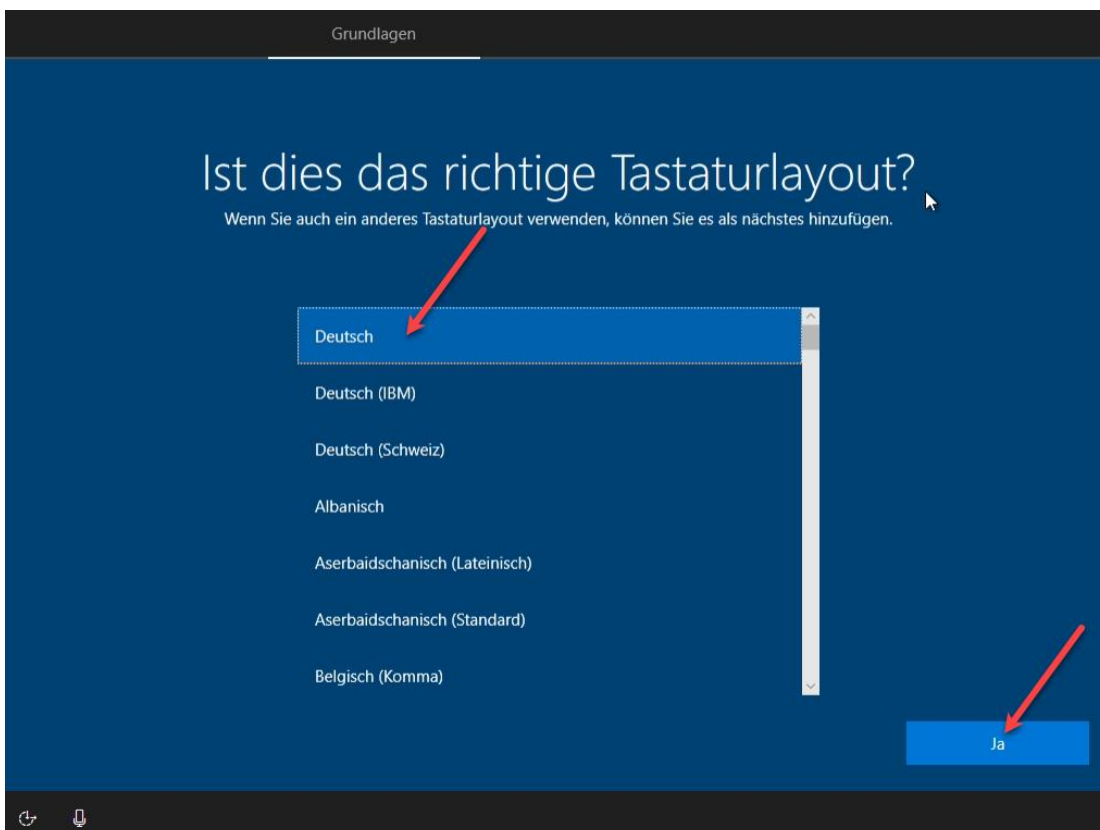 Grundlagen
Ist dies das richtige Tastaturlayout?
Wenn Sie auch ein anderes Tastaturlayout verwenden, können Sie es als nächstes hinzufügen.
Deutsch
Deutsch (IBM)
Deutsch (Schweiz)
Albanisch
Aserbaidschanisch (Lateinisch)
Aserbaidschanisch (Standard)
Belgisch (Komma)
Ja